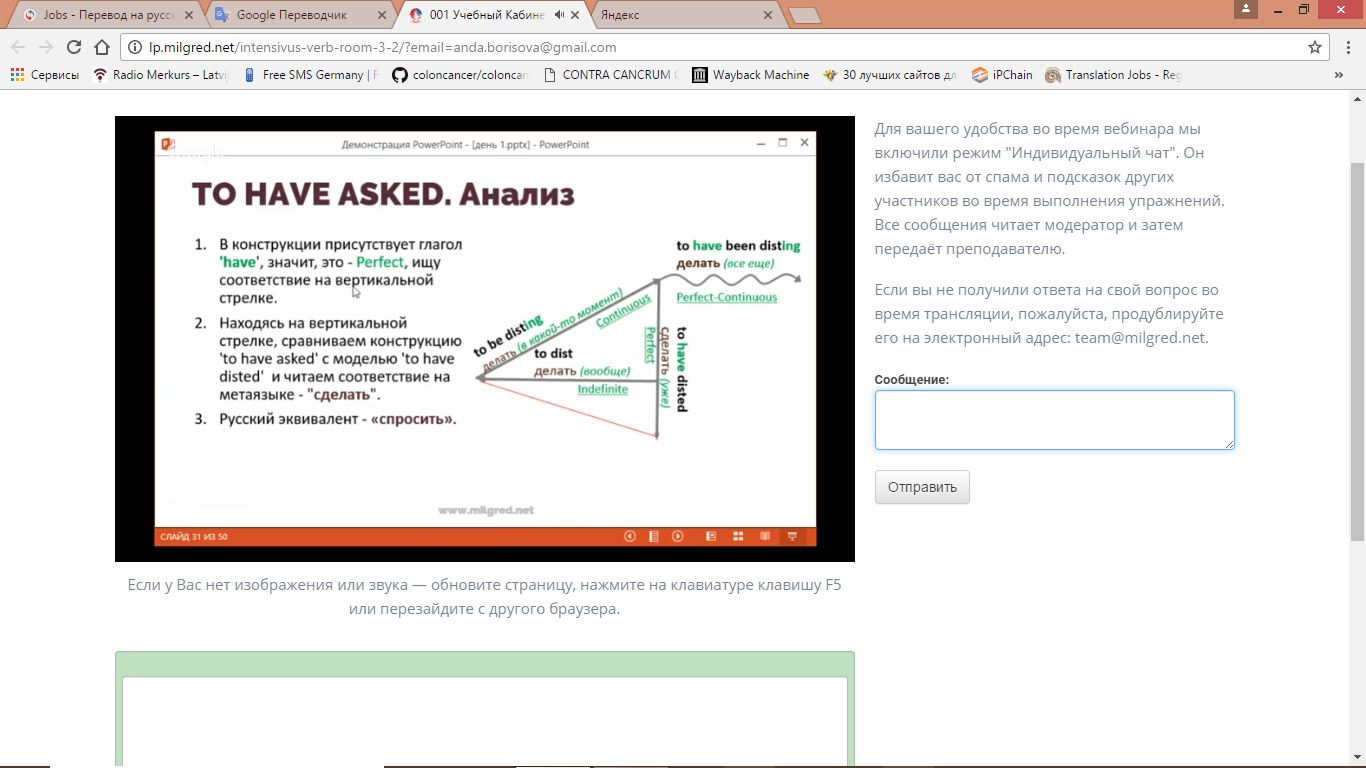 Jobs - Перевод на русск
Google Переводчик
001 Учебный Кабине
Яндекс
lp.milgred.net/intensivus-verb-room-3-2/?email=anda.borisova@gmail.com
Сервисы
Radio Merkurs – Latvij
Free SMS Germany | F
coloncancer/coloncan
CONTRA CANCRUM C
Wayback Machine
30 лучших сайтов дл
iPChain
Translation Jobs - Reg
»
Демонстрация PowerPoint - [день 1.pptx] - PowerPoint
TO HAVE ASKED. Анализ
1. В конструкции присутствует глагол
'have', значит, это - Perfect, ищу
соответствие на вертикальной
стрелке.
2. Находясь на вертикальной
стрелке, сравниваем конструкцию
'to have asked' с моделью 'to have
disted' и читаем соответствие на
метаязыке - "сделать".
3. Русский эквивалент - «спросить».
to have been disting
делать (все еще)
Perfect-Continuous
to be disting
делать (в какой-то момент)
Continuous
to dist
делать (вообще)
Indefinite
to have disted
сделать (уже)
Perfect
www.milgred.net
СЛАЙД 31 ИЗ 50
Если у Вас нет изображения или звука — обновите страницу, нажмите на клавиатуре клавишу F5
или перезайдите с другого браузера.
Для вашего удобства во время вебинара мы
включили режим "Индивидуальный чат". Он
избавит вас от спама и подсказок других
участников во время выполнения упражнений.
Все сообщения читает модератор и затем
передаёт преподавателю.
Если вы не получили ответа на свой вопрос во
время трансляции, пожалуйста, продублируйте
его на электронный адрес: team@milgred.net.
Сообщение:
Отправить